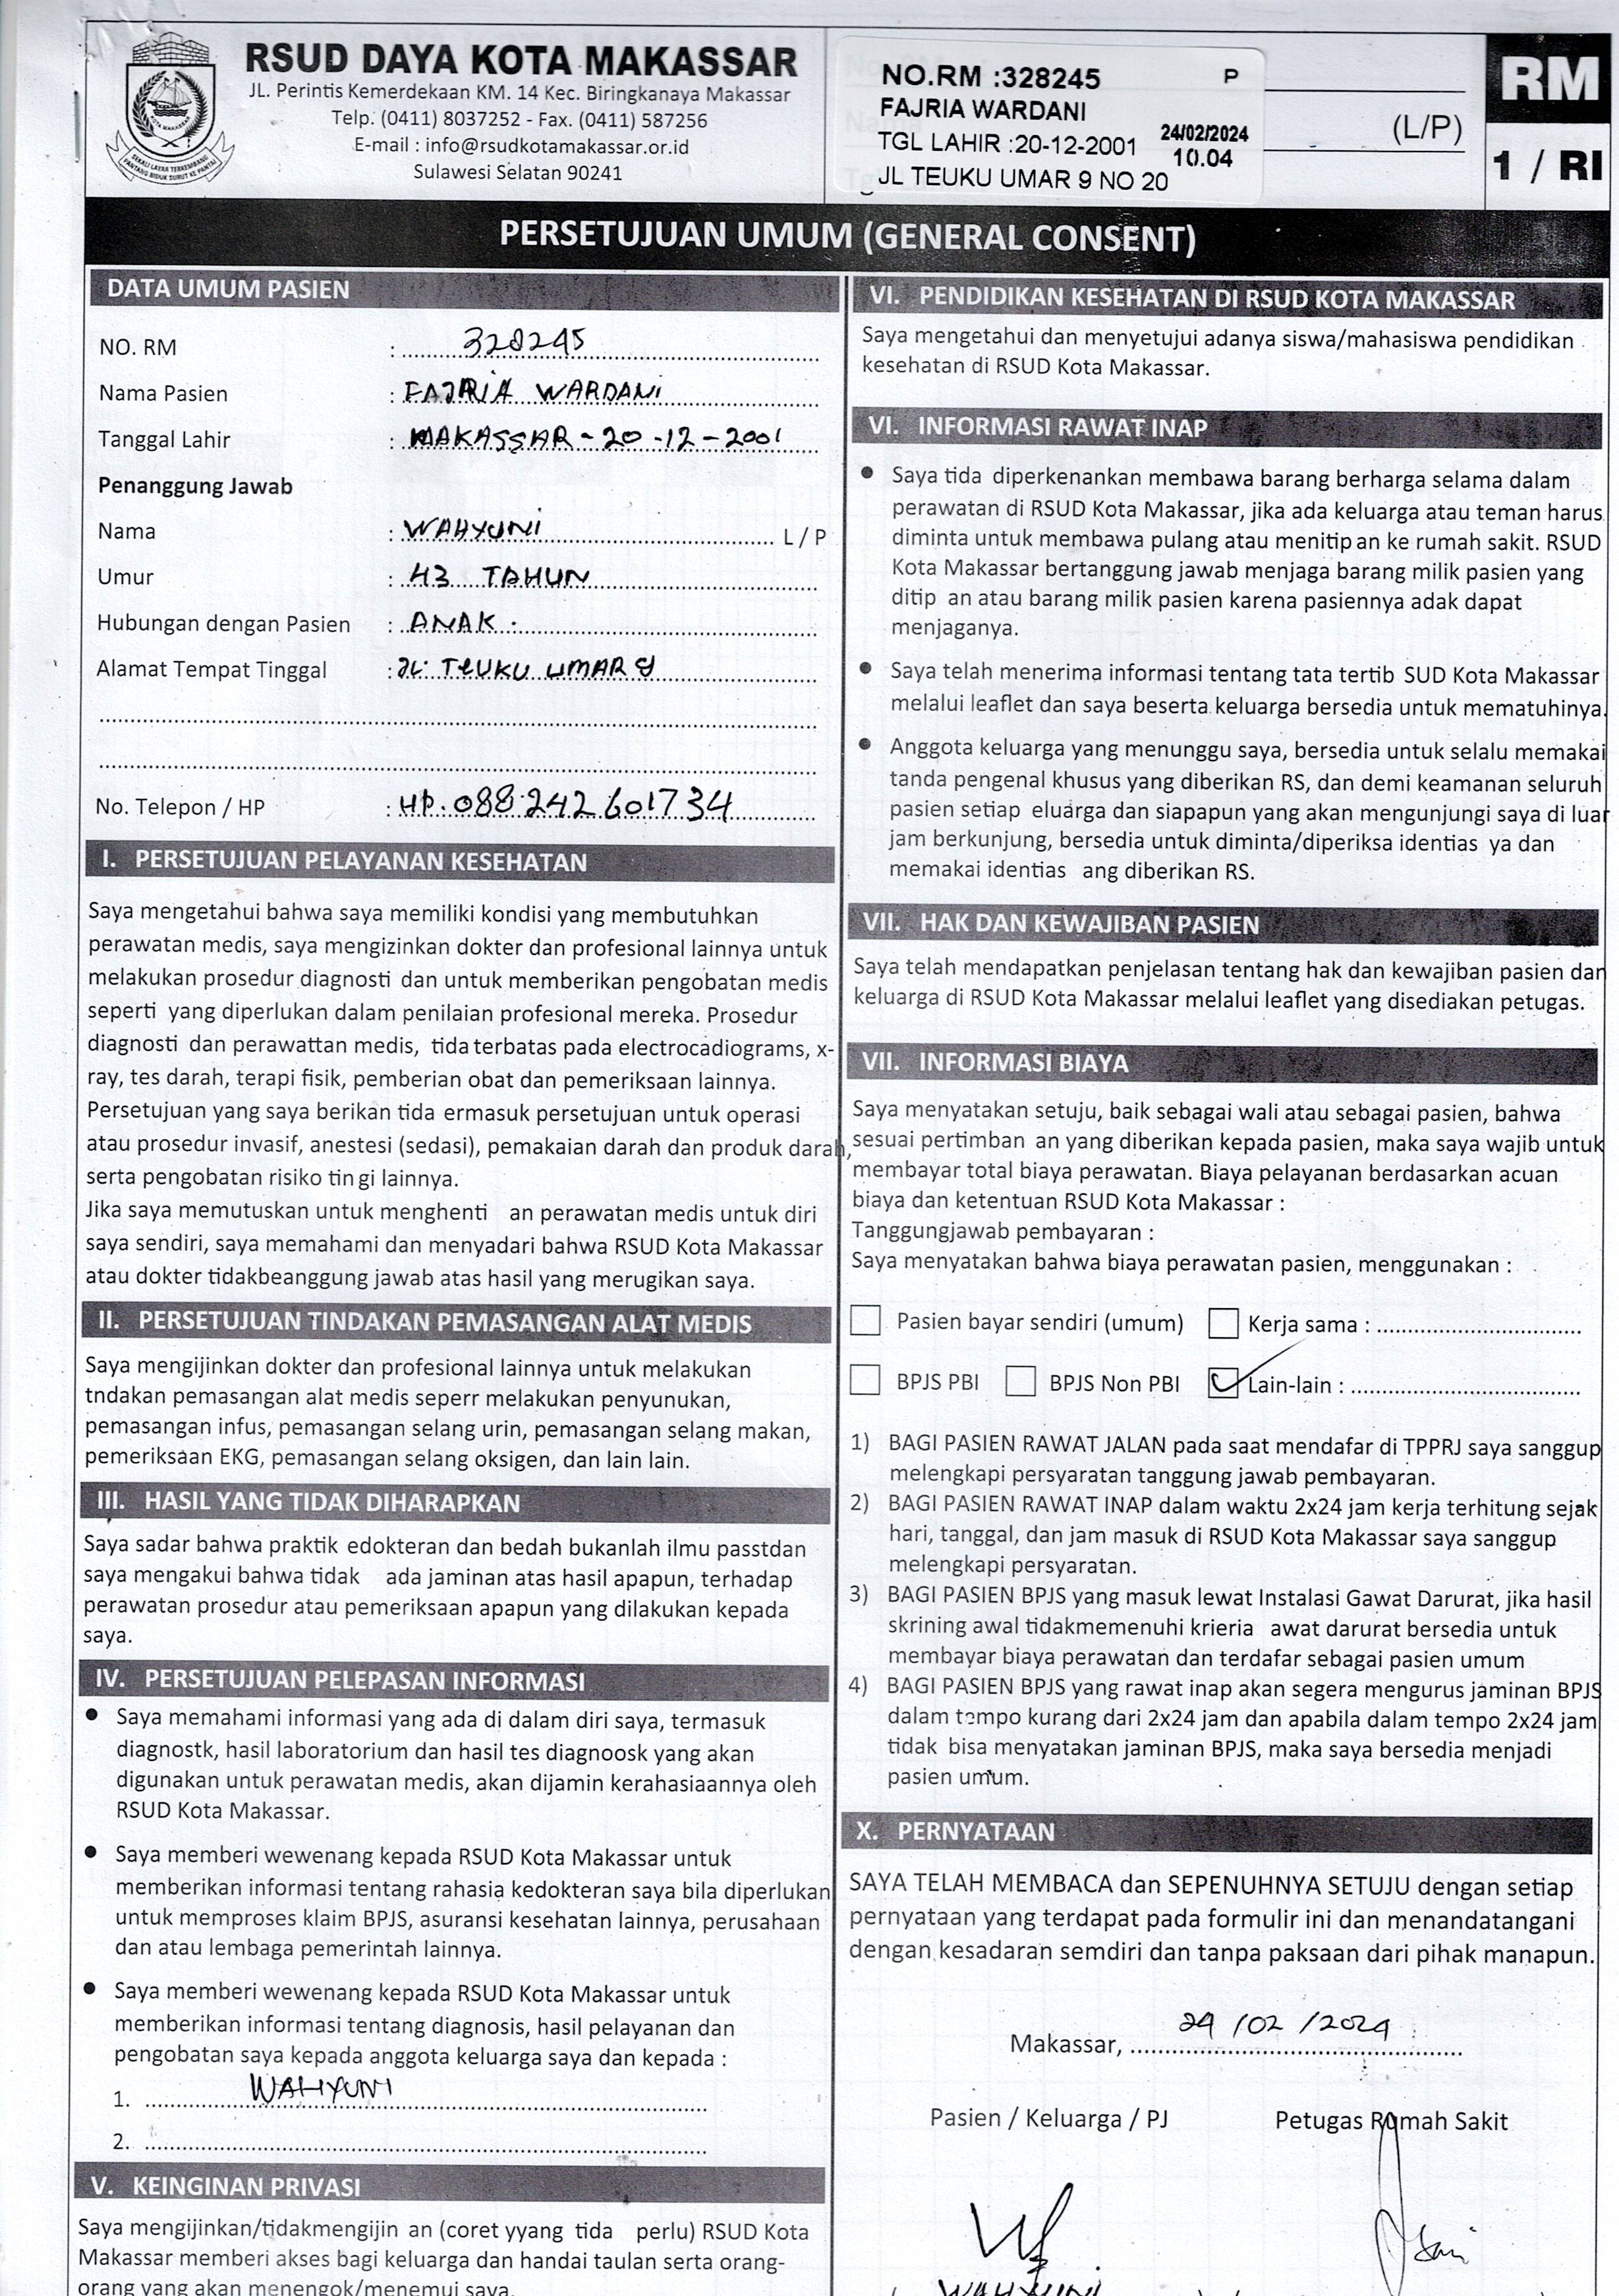 RSUD DAYA KOTA MAKASSAR
JL. Perintis Kemerdekaan KM. 14 Kec. Biringkanaya Makassar
Telp. (0411) 8037252 - Fax. (0411) 587256
E-mail : info@rsudkotamakassar.or.id
Sulawesi Selatan 90241
KOTA MAKASSAR
SEKALI LAYAR TERKEMBANG
PANTANG BIDUK SURUT KE PANTAI
NO.RM :328245 P
FAJRIA WARDANI
TGL LAHIR :20-12-2001 24/02/2024
10.04
JL TEUKU UMAR 9 NO 20
(L/P)
RM
1 / RI
PERSETUJUAN UMUM (GENERAL CONSENT)
DATA UMUM PASIEN
NO. RM : 328245
Nama Pasien : FAJRIA WARDANI
Tanggal Lahir : MAKASSAR - 20 - 12 - 2001
Penanggung Jawab
Nama : WAHYUNI L / P
Umur : 43 TAHUN
Hubungan dengan Pasien : ANAK .
Alamat Tempat Tinggal : JL. TEUKU UMAR 9
No. Telepon / HP : HP. 088 242 601734
I. PERSETUJUAN PELAYANAN KESEHATAN
Saya mengetahui bahwa saya memiliki kondisi yang membutuhkan
perawatan medis, saya mengizinkan dokter dan profesional lainnya untuk
melakukan prosedur diagnosti dan untuk memberikan pengobatan medis
seperti yang diperlukan dalam penilaian profesional mereka. Prosedur
diagnosti dan perawattan medis, tida terbatas pada electrocadiograms, x-
ray, tes darah, terapi fisik, pemberian obat dan pemeriksaan lainnya.
Persetujuan yang saya berikan tida ermasuk persetujuan untuk operasi
atau prosedur invasif, anestesi (sedasi), pemakaian darah dan produk darah,
serta pengobatan risiko tin gi lainnya.
Jika saya memutuskan untuk menghenti an perawatan medis untuk diri
saya sendiri, saya memahami dan menyadari bahwa RSUD Kota Makassar
atau dokter tidakbeanggung jawab atas hasil yang merugikan saya.
II. PERSETUJUAN TINDAKAN PEMASANGAN ALAT MEDIS
Saya mengijinkan dokter dan profesional lainnya untuk melakukan
tndakan pemasangan alat medis seperr melakukan penyunukan,
pemasangan infus, pemasangan selang urin, pemasangan selang makan,
pemeriksaan EKG, pemasangan selang oksigen, dan lain lain.
III. HASIL YANG TIDAK DIHARAPKAN
Saya sadar bahwa praktik edokteran dan bedah bukanlah ilmu passtdan
saya mengakui bahwa tidak ada jaminan atas hasil apapun, terhadap
perawatan prosedur atau pemeriksaan apapun yang dilakukan kepada
saya.
IV. PERSETUJUAN PELEPASAN INFORMASI
● Saya memahami informasi yang ada di dalam diri saya, termasuk
diagnostk, hasil laboratorium dan hasil tes diagnoosk yang akan
digunakan untuk perawatan medis, akan dijamin kerahasiaannya oleh
RSUD Kota Makassar.
● Saya memberi wewenang kepada RSUD Kota Makassar untuk
memberikan informasi tentang rahasia kedokteran saya bila diperlukan
untuk memproses klaim BPJS, asuransi kesehatan lainnya, perusahaan
dan atau lembaga pemerintah lainnya.
● Saya memberi wewenang kepada RSUD Kota Makassar untuk
memberikan informasi tentang diagnosis, hasil pelayanan dan
pengobatan saya kepada anggota keluarga saya dan kepada :
1. WAHYUNI
2.
V. KEINGINAN PRIVASI
Saya mengijinkan/tidakmengijin an (coret yyang tida perlu) RSUD Kota
Makassar memberi akses bagi keluarga dan handai taulan serta orang-
orang yang akan menengok/menemui saya.
VI. PENDIDIKAN KESEHATAN DI RSUD KOTA MAKASSAR
Saya mengetahui dan menyetujui adanya siswa/mahasiswa pendidikan
kesehatan di RSUD Kota Makassar.
VI. INFORMASI RAWAT INAP
● Saya tida diperkenankan membawa barang berharga selama dalam
perawatan di RSUD Kota Makassar, jika ada keluarga atau teman harus
diminta untuk membawa pulang atau menitip an ke rumah sakit. RSUD
Kota Makassar bertanggung jawab menjaga barang milik pasien yang
ditip an atau barang milik pasien karena pasiennya adak dapat
menjaganya.
● Saya telah menerima informasi tentang tata tertib SUD Kota Makassar
melalui leaflet dan saya beserta keluarga bersedia untuk mematuhinya.
● Anggota keluarga yang menunggu saya, bersedia untuk selalu memakai
tanda pengenal khusus yang diberikan RS, dan demi keamanan seluruh
pasien setiap eluarga dan siapapun yang akan mengunjungi saya di luar
jam berkunjung, bersedia untuk diminta/diperiksa identias ya dan
memakai identias ang diberikan RS.
VII. HAK DAN KEWAJIBAN PASIEN
Saya telah mendapatkan penjelasan tentang hak dan kewajiban pasien dan
keluarga di RSUD Kota Makassar melalui leaflet yang disediakan petugas.
VII. INFORMASI BIAYA
Saya menyatakan setuju, baik sebagai wali atau sebagai pasien, bahwa
sesuai pertimban an yang diberikan kepada pasien, maka saya wajib untuk
membayar total biaya perawatan. Biaya pelayanan berdasarkan acuan
biaya dan ketentuan RSUD Kota Makassar :
Tanggungjawab pembayaran :
Saya menyatakan bahwa biaya perawatan pasien, menggunakan :
Pasien bayar sendiri (umum) Kerja sama :
BPJS PBI BPJS Non PBI Lain-lain :
1) BAGI PASIEN RAWAT JALAN pada saat mendafar di TPPRJ saya sanggup
melengkapi persyaratan tanggung jawab pembayaran.
2) BAGI PASIEN RAWAT INAP dalam waktu 2x24 jam kerja terhitung sejak
hari, tanggal, dan jam masuk di RSUD Kota Makassar saya sanggup
melengkapi persyaratan.
3) BAGI PASIEN BPJS yang masuk lewat Instalasi Gawat Darurat, jika hasil
skrining awal tidakmemenuhi krieria awat darurat bersedia untuk
membayar biaya perawatan dan terdafar sebagai pasien umum
4) BAGI PASIEN BPJS yang rawat inap akan segera mengurus jaminan BPJS
dalam tempo kurang dari 2x24 jam dan apabila dalam tempo 2x24 jam
tidak bisa menyatakan jaminan BPJS, maka saya bersedia menjadi
pasien umum.
X. PERNYATAAN
SAYA TELAH MEMBACA dan SEPENUHNYA SETUJU dengan setiap
pernyataan yang terdapat pada formulir ini dan menandatangani
dengan kesadaran semdiri dan tanpa paksaan dari pihak manapun.
Makassar, 24 / 02 / 2024
Pasien / Keluarga / PJ Petugas Rumah Sakit
WAHYUNI